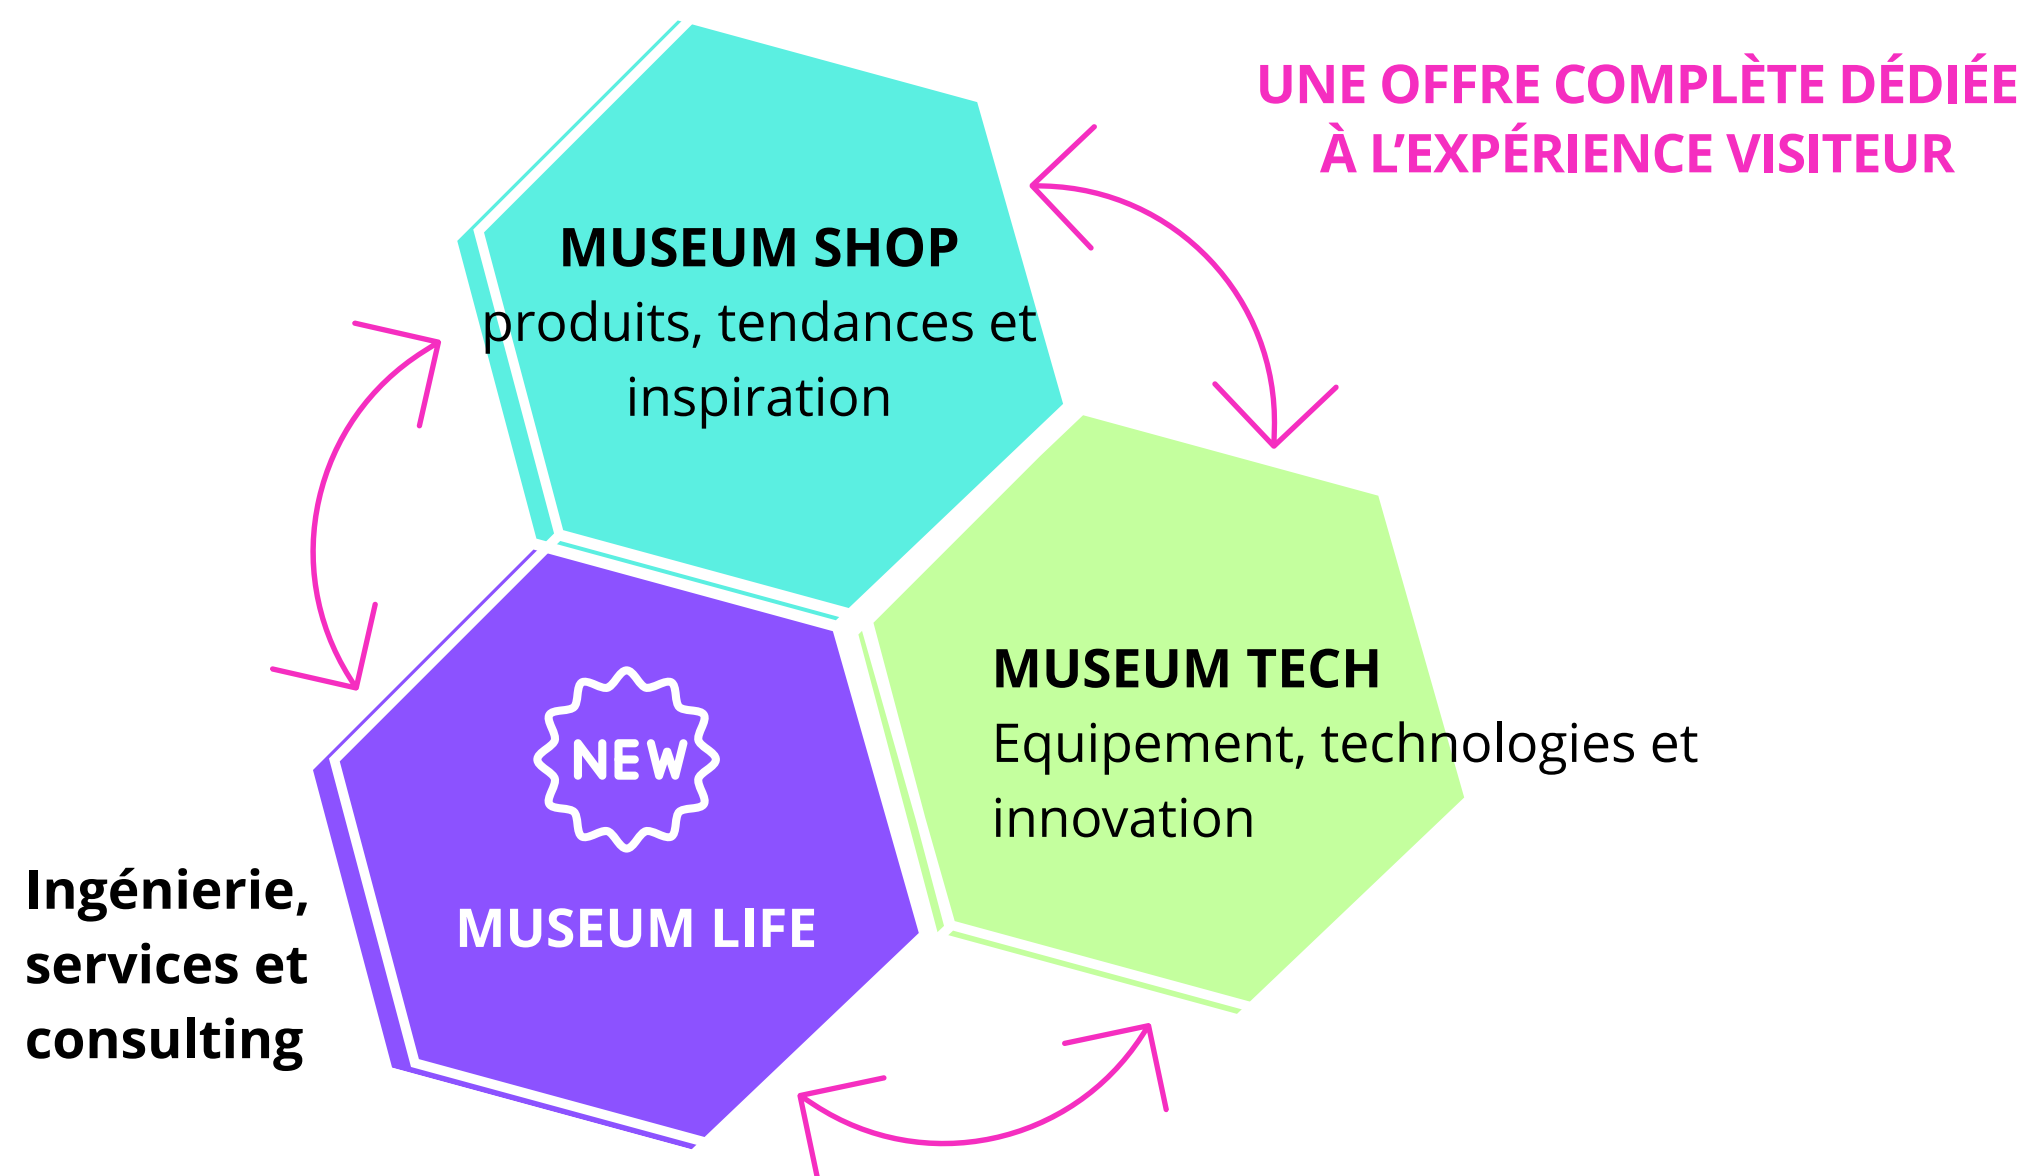 UNE OFFRE COMPLÈTE DÉDIÉE
À L’EXPÉRIENCE VISITEUR
MUSEUM SHOP
produits, tendances et
inspiration
MUSEUM TECH
Equipement, technologies et
innovation
NEW
MUSEUM LIFE
Ingénierie,
services et
consulting